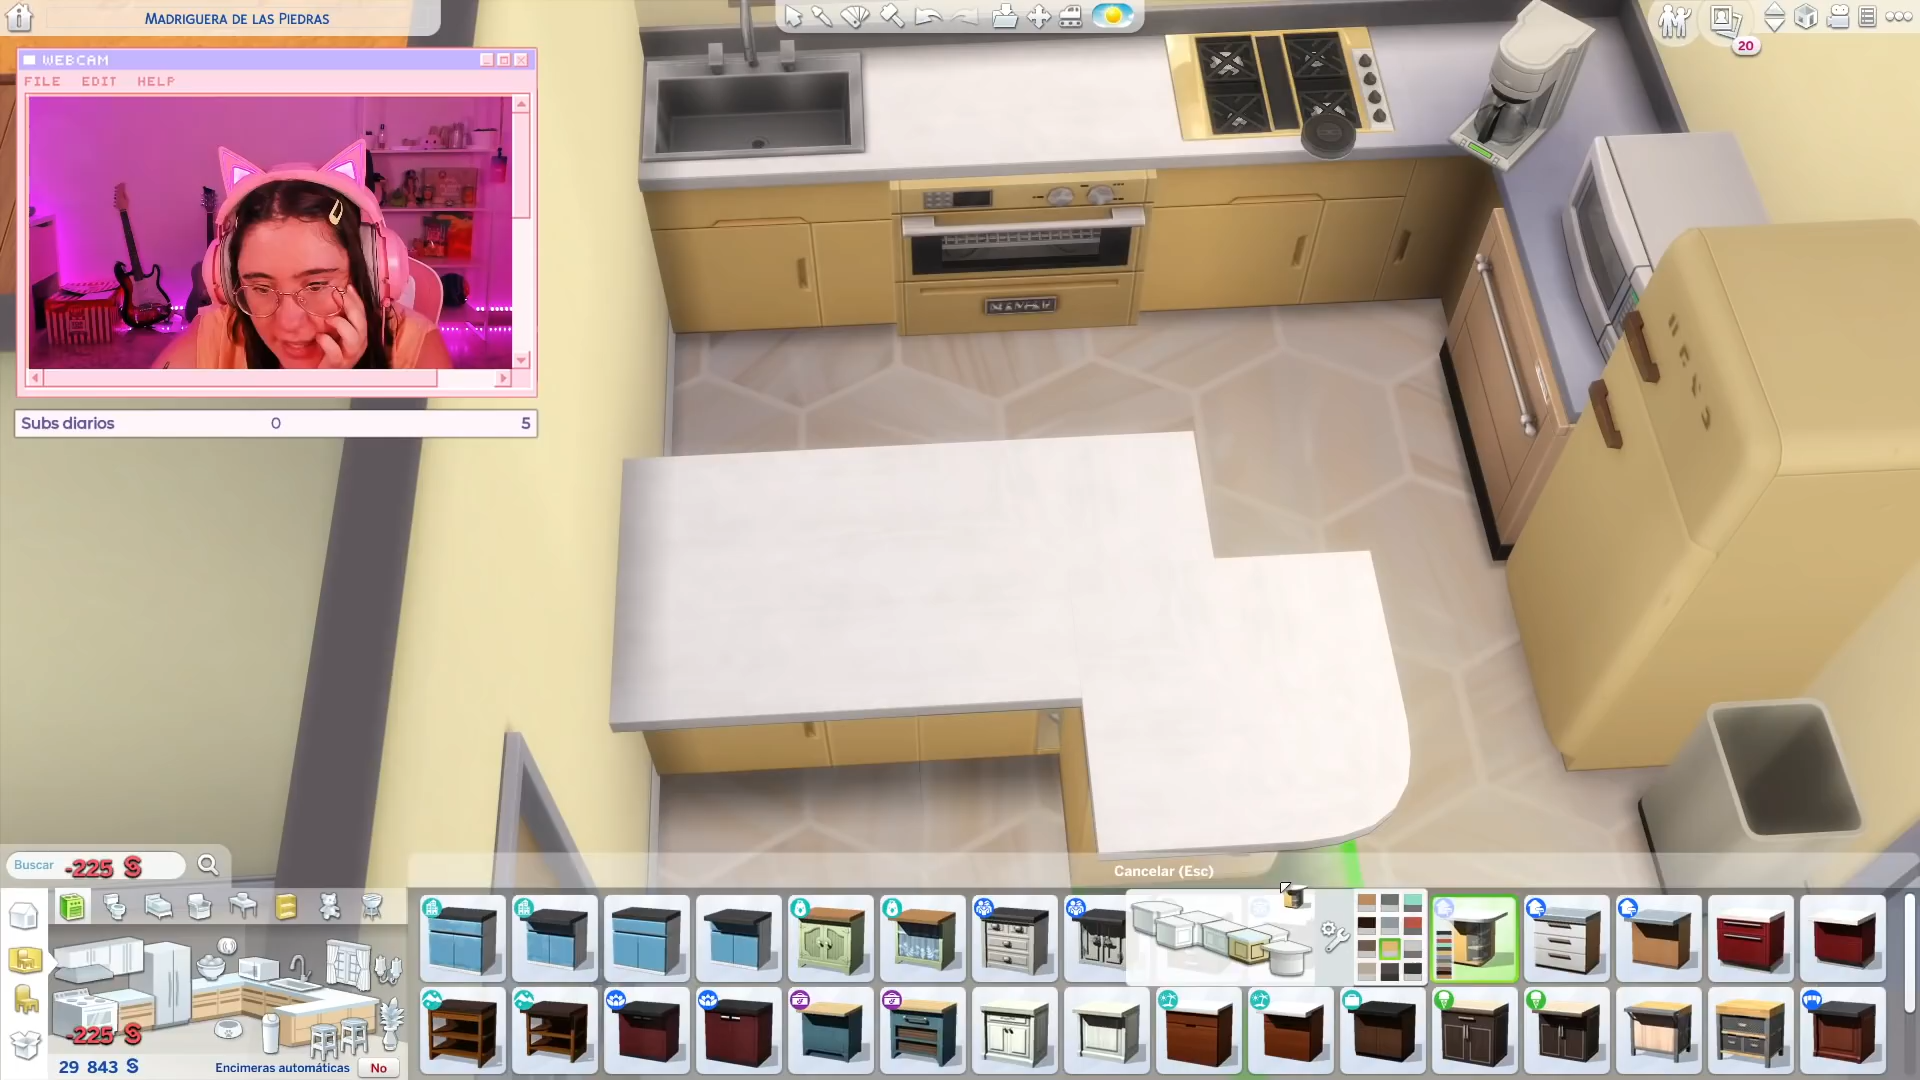 MADRIGUERA DE LAS PIEDRAS
20
WEBCAM
FILE EDIT HELP
Subs diarios 0 5
Buscar
-225 §
Cancelar (Esc)
-225 §
29 843 §
Encimeras automáticas No